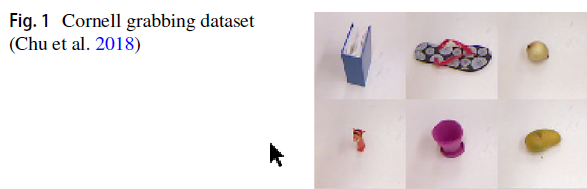 Fig. 1 Cornell grabbing dataset
(Chu et al. 2018)